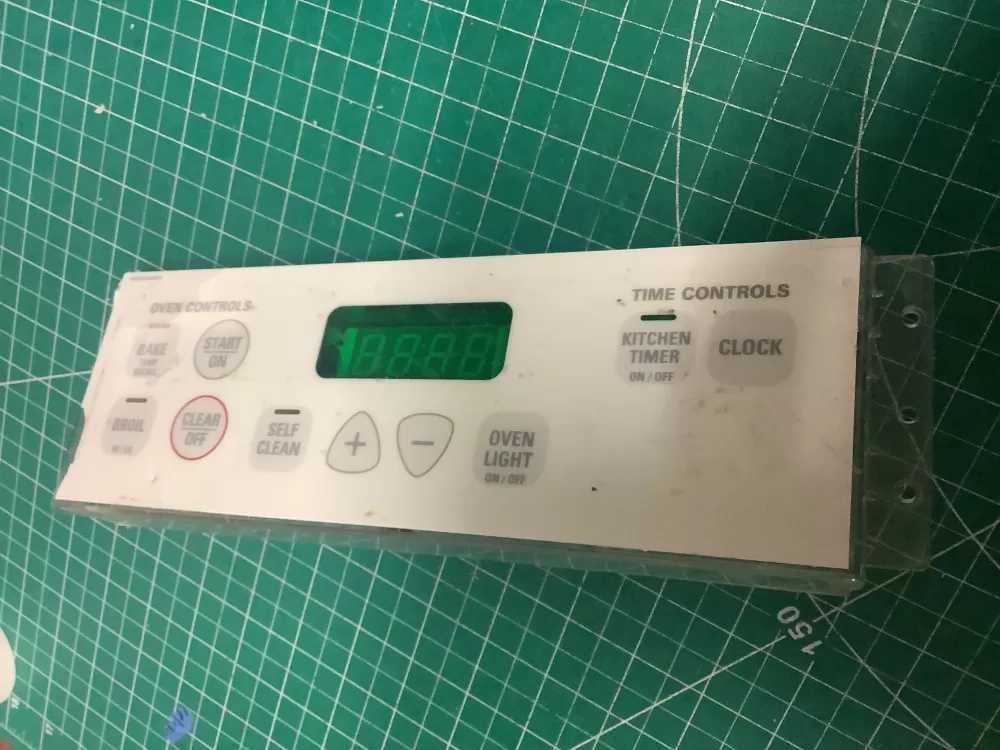 OVEN CONTROLS
BAKE
START
ON
BROIL
CLEAR
OFF
SELF
CLEAN
+
−
OVEN
LIGHT
ON / OFF
TIME CONTROLS
KITCHEN
TIMER
ON / OFF
CLOCK
150